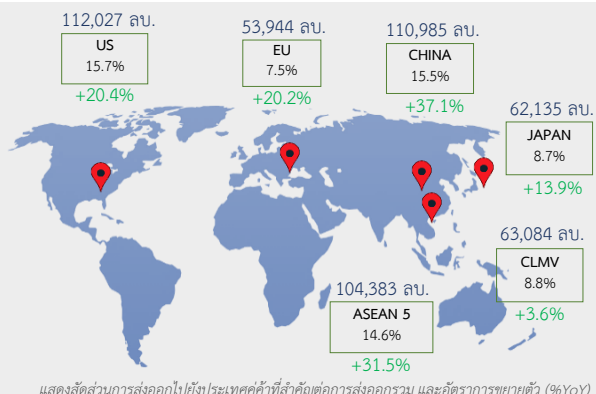 112,027 ลบ.
US
15.7%
+20.4%
53,944 ลบ.
EU
7.5%
+20.2%
110,985 ลบ.
CHINA
15.5%
+37.1%
62,135 ลบ.
JAPAN
8.7%
+13.9%
63,084 ลบ.
CLMV
8.8%
+3.6%
104,383 ลบ.
ASEAN 5
14.6%
+31.5%
แสดงสัดส่วนการส่งออกไปยังประเทศคู่ค้าที่สำคัญต่อการส่งออกรวม และอัตราการขยายตัว (%YoY)